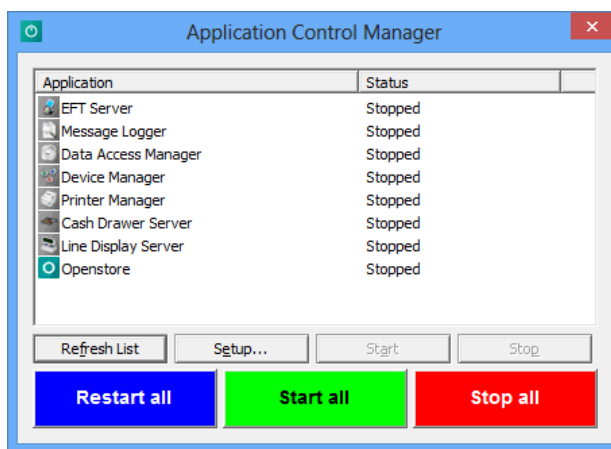 Application Control Manager
Application Status
EFT Server Stopped
Message Logger Stopped
Data Access Manager Stopped
Device Manager Stopped
Printer Manager Stopped
Cash Drawer Server Stopped
Line Display Server Stopped
Openstore Stopped
Refresh List Setup... Start Stop
Restart all Start all Stop all